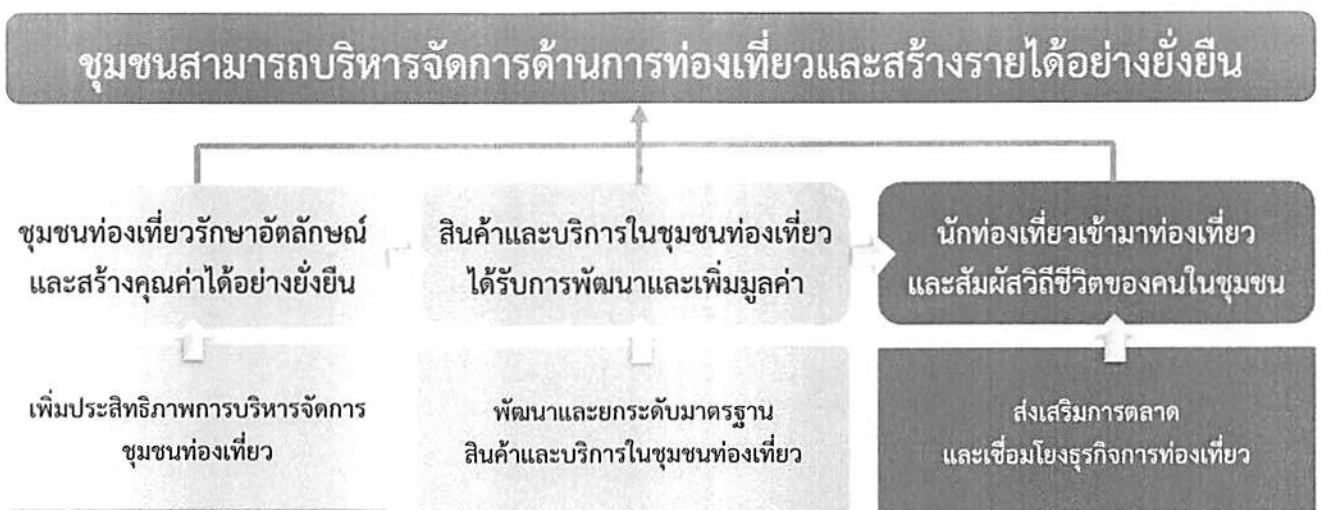 ชุมชนสามารถบริหารจัดการด้านการท่องเที่ยวและสร้างรายได้อย่างยั่งยืน
ชุมชนท่องเที่ยวรักษาอัตลักษณ์
และสร้างคุณค่าได้อย่างยั่งยืน
สินค้าและบริการในชุมชนท่องเที่ยว
ได้รับการพัฒนาและเพิ่มมูลค่า
นักท่องเที่ยวเข้ามาท่องเที่ยว
และสัมผัสวิถีชีวิตของคนในชุมชน
เพิ่มประสิทธิภาพการบริหารจัดการ
ชุมชนท่องเที่ยว
พัฒนาและยกระดับมาตรฐาน
สินค้าและบริการในชุมชนท่องเที่ยว
ส่งเสริมการตลาด
และเชื่อมโยงธุรกิจการท่องเที่ยว